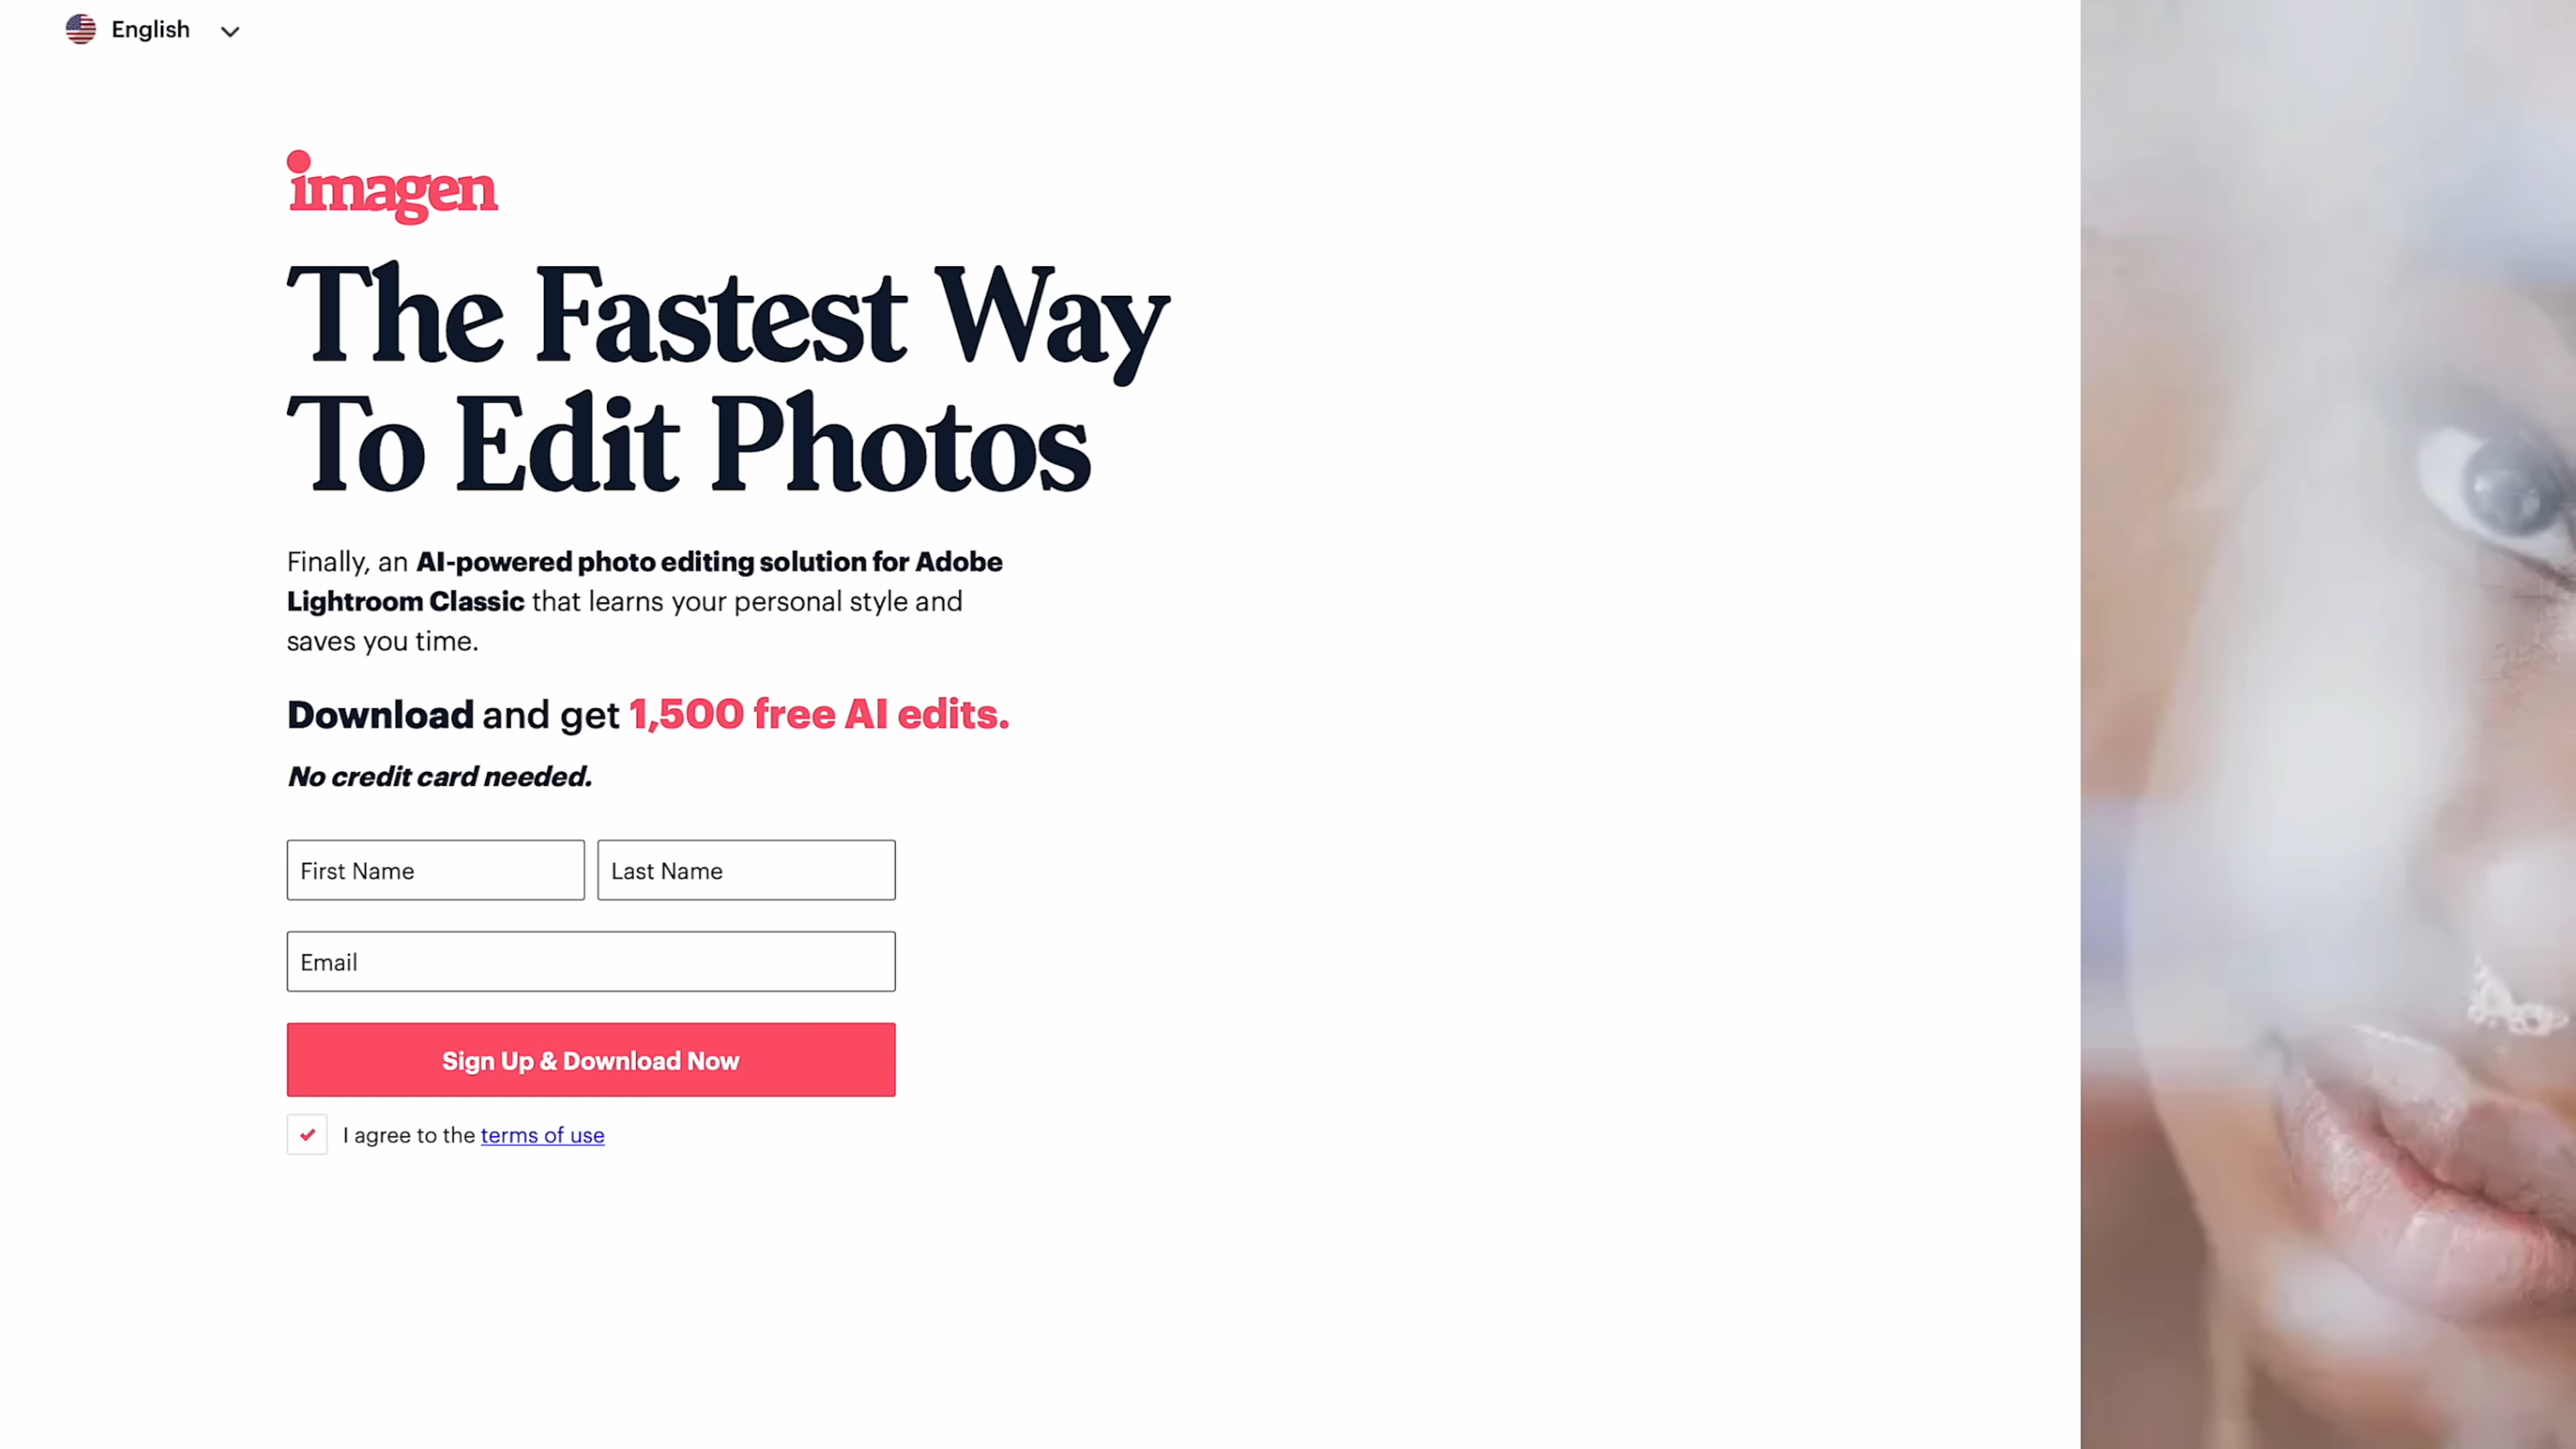 English
imagen
The Fastest Way
To Edit Photos
Finally, an AI-powered photo editing solution for Adobe
Lightroom Classic that learns your personal style and
saves you time.
Download and get 1,500 free AI edits.
No credit card needed.
First Name Last Name
Email
Sign Up & Download Now
I agree to the terms of use